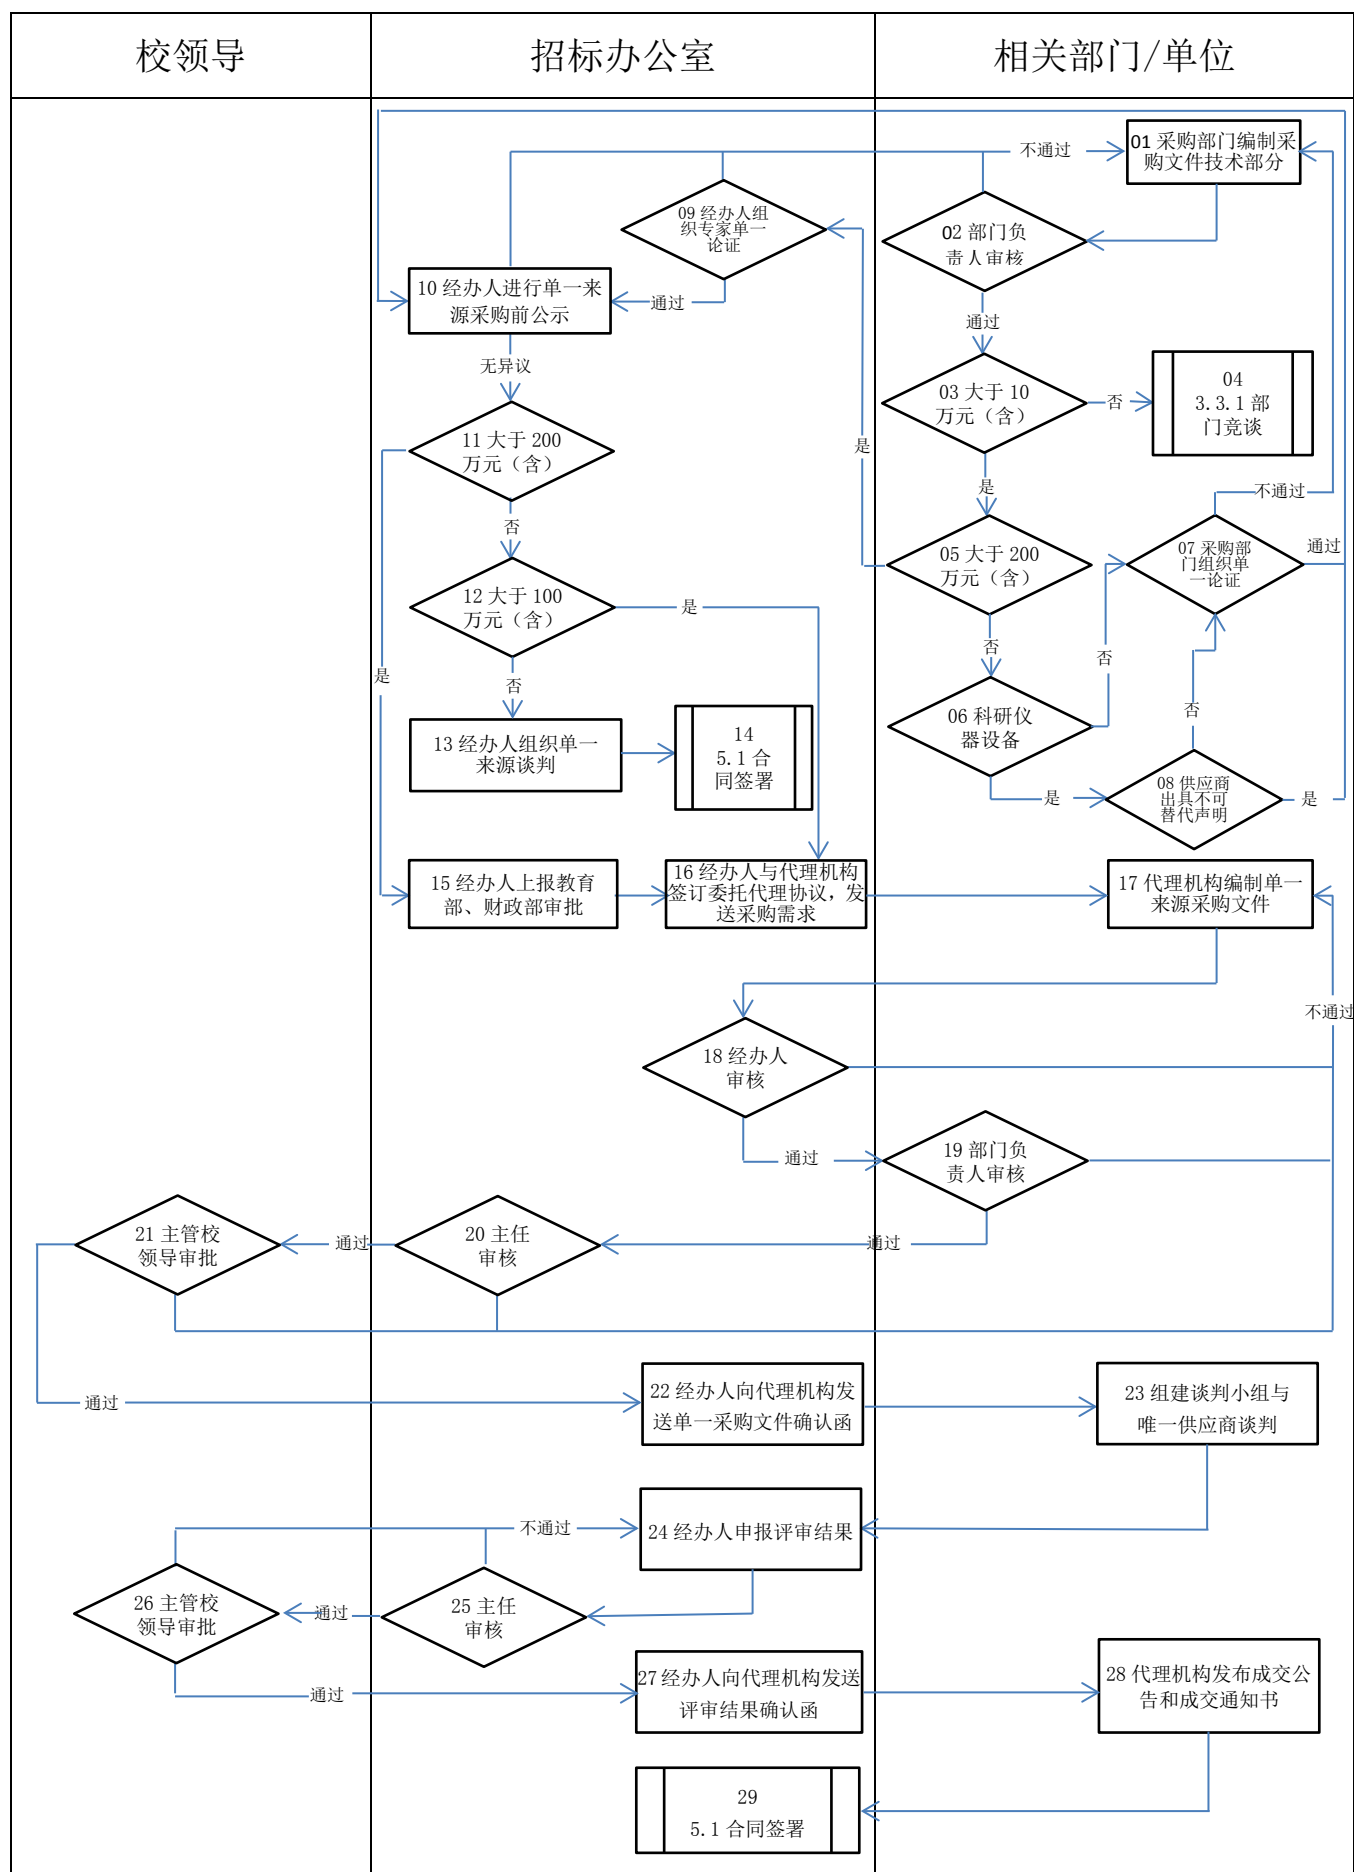 校领导
招标办公室
相关部门/单位
不通过
01 采购部门编制采
购文件技术部分
09 经办人组
织专家单一
论证
02 部门负
责人审核
10 经办人进行单一来
源采购前公示
通过
通过
无异议
03 大于 10
万元（含）
否
04
3.3.1 部
门竞谈
11 大于 200
万元（含）
是
是
不通过
否
05 大于 200
万元（含）
07 采购部
门组织单
一论证
通过
12 大于 100
万元（含）
是
否
否
是
否
06 科研仪
器设备
否
13 经办人组织单一
来源谈判
14
5.1 合
同签署
是
08 供应商
出具不可
替代声明
是
15 经办人上报教育
部、财政部审批
16 经办人与代理机构
签订委托代理协议，发
送采购需求
17 代理机构编制单一
来源采购文件
不通过
18 经办人
审核
通过
19 部门负
责人审核
21 主管校
领导审批
通过
20 主任
审核
通过
通过
22 经办人向代理机构发
送单一采购文件确认函
23 组建谈判小组与
唯一供应商谈判
不通过
24 经办人申报评审结果
26 主管校
领导审批
通过
25 主任
审核
通过
27 经办人向代理机构发送
评审结果确认函
28 代理机构发布成交公
告和成交通知书
29
5.1 合同签署